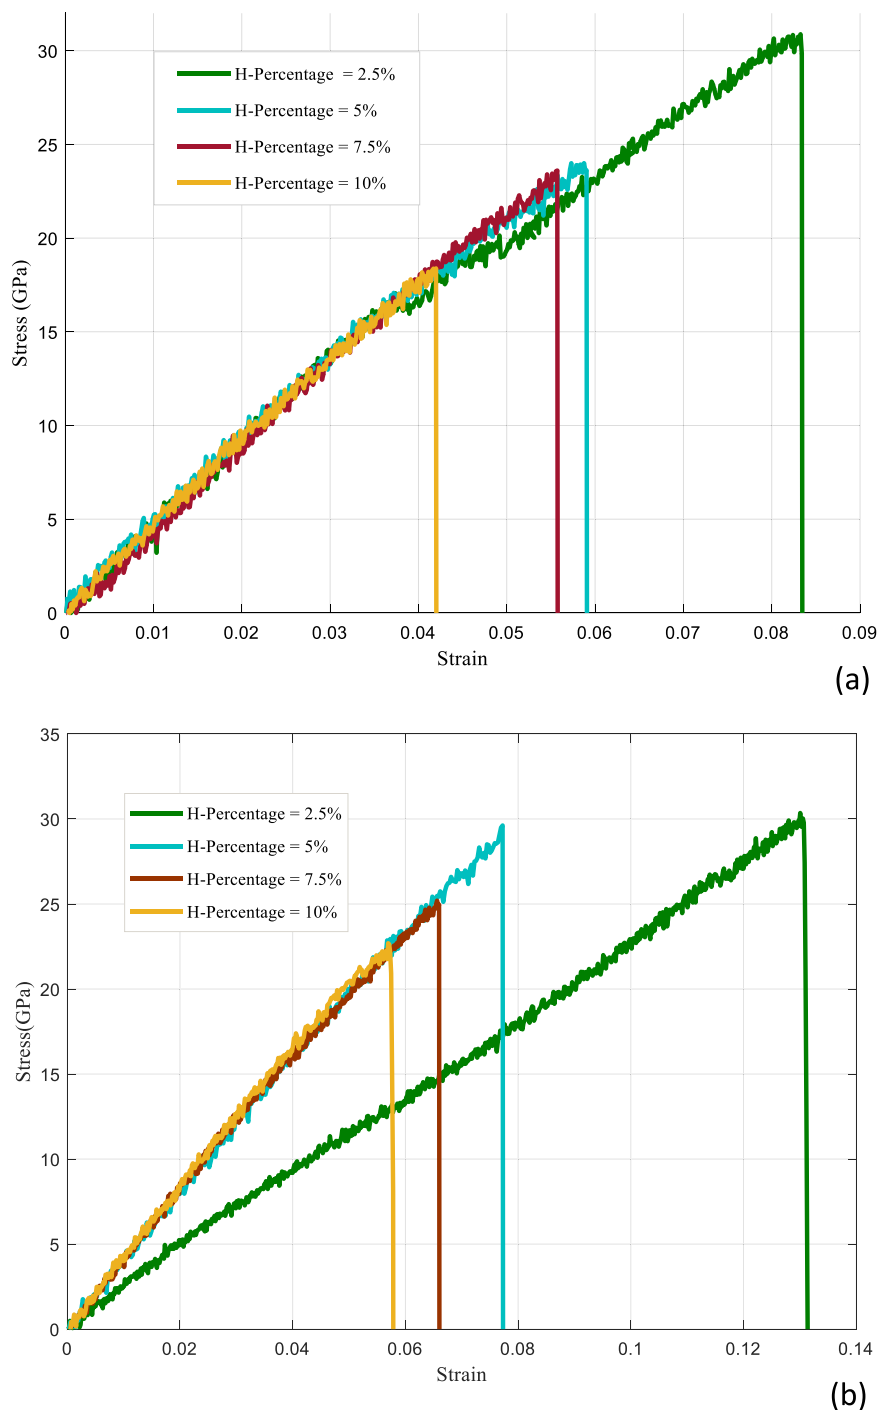 30
25
20
15
10
5
0
Stress (GPa)
H-Percentage = 2.5%
H-Percentage = 5%
H-Percentage = 7.5%
H-Percentage = 10%
0 0.01 0.02 0.03 0.04 0.05 0.06 0.07 0.08 0.09
Strain
(a)
35
30
25
20
15
10
5
0
Stress(GPa)
H-Percentage = 2.5%
H-Percentage = 5%
H-Percentage = 7.5%
H-Percentage = 10%
0 0.02 0.04 0.06 0.08 0.1 0.12 0.14
Strain
(b)